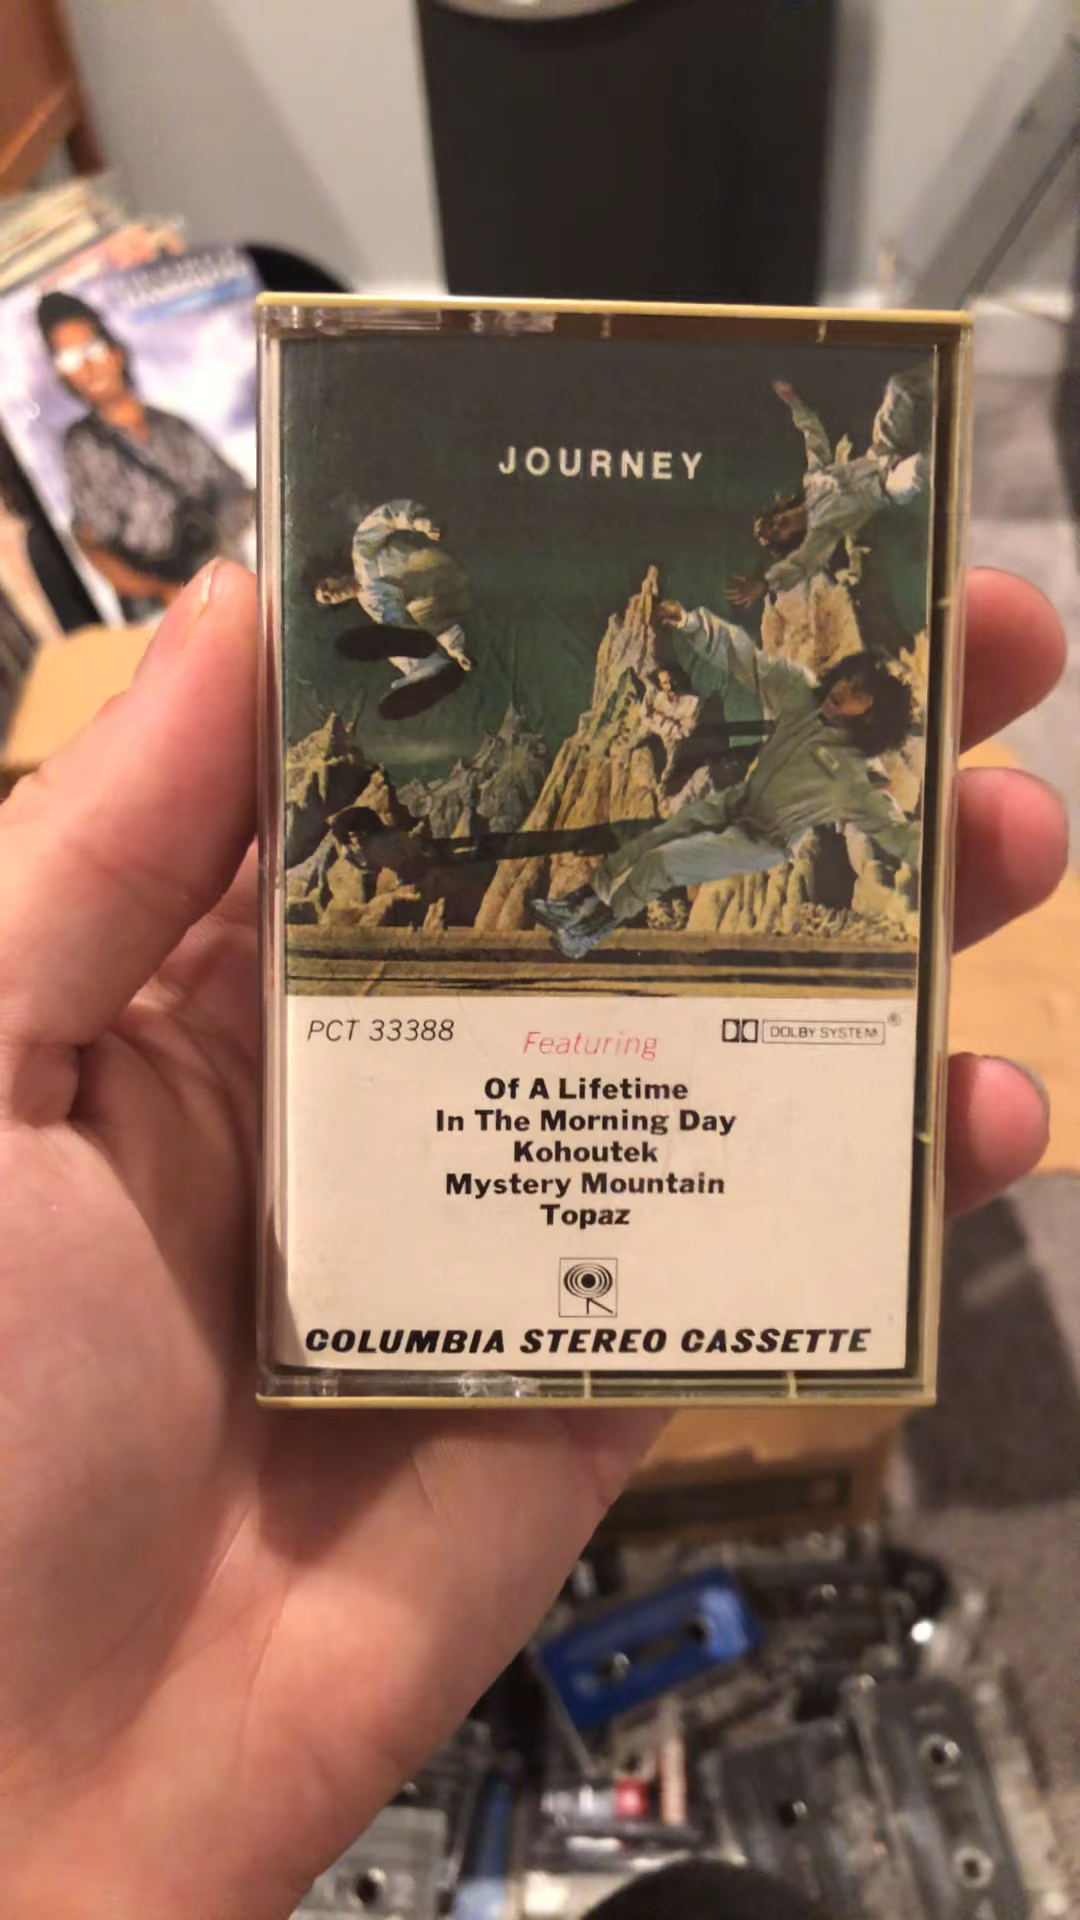 JOURNEY
PCT 33388
Featuring
DOLBY SYSTEM®
Of A Lifetime
In The Morning Day
Kohoutek
Mystery Mountain
Topaz
COLUMBIA STEREO CASSETTE